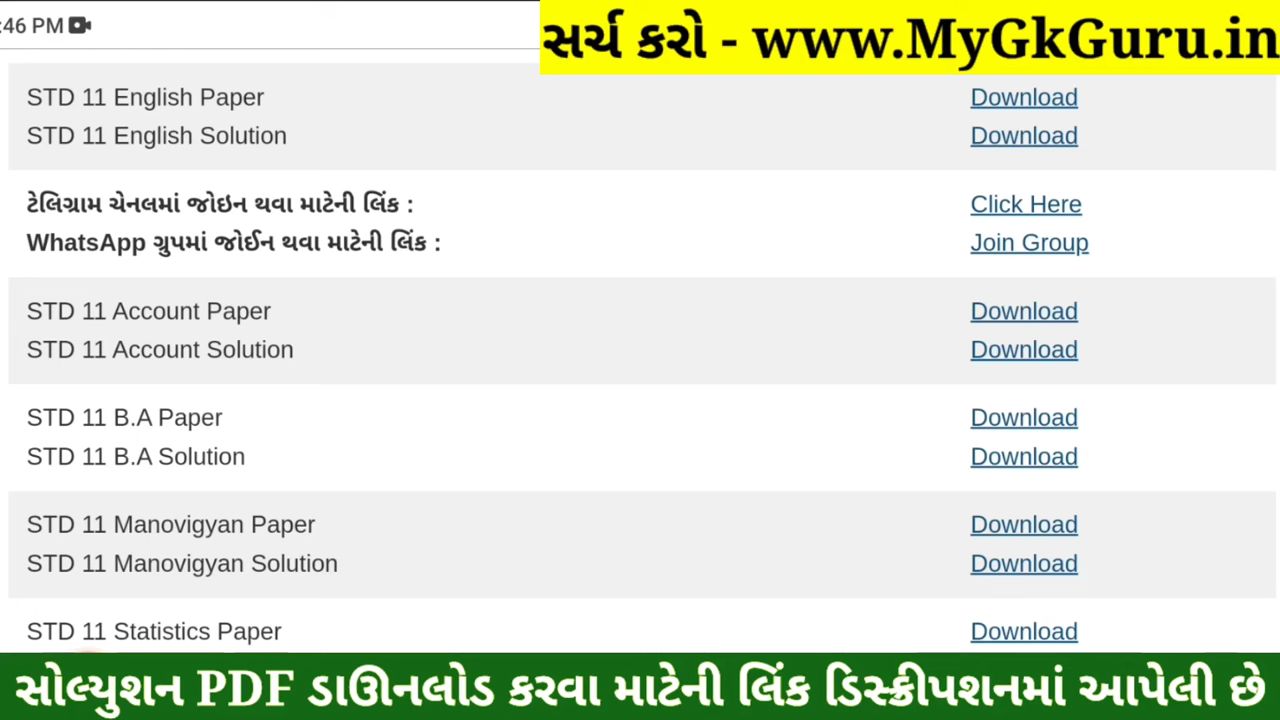 :46 PM
સર્ચ કરો - www.MyGkGuru.in
STD 11 English Paper Download
STD 11 English Solution Download
ટેલિગ્રામ ચેનલમાં જોઇન થવા માટેની લિંક : Click Here
WhatsApp ગ્રુપમાં જોઈન થવા માટેની લિંક : Join Group
STD 11 Account Paper Download
STD 11 Account Solution Download
STD 11 B.A Paper Download
STD 11 B.A Solution Download
STD 11 Manovigyan Paper Download
STD 11 Manovigyan Solution Download
STD 11 Statistics Paper Download
સોલ્યુશન PDF ડાઊનલોડ કરવા માટેની લિંક ડિસ્ક્રીપશનમાં આપેલી છે